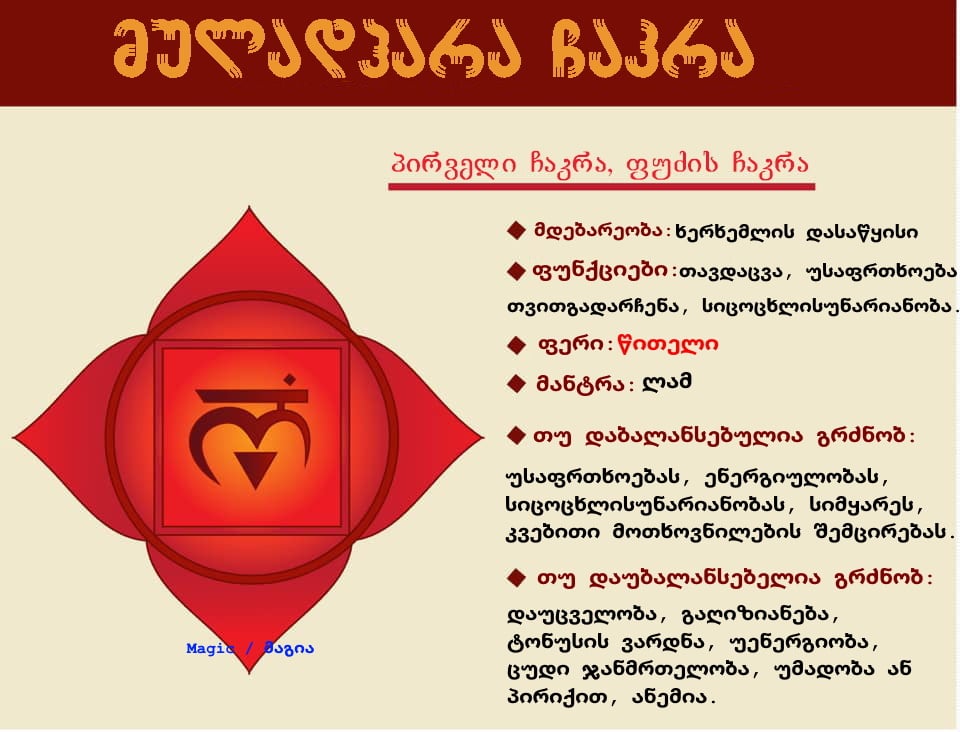 მულადჰარა ჩაკრა
პირველი ჩაკრა, ფუძის ჩაკრა
მდებარეობა: ხერხემლის დასაწყისი
ფუნქციები: თავდაცვა, უსაფრთხოება
თვითგადარჩენა, სიცოცხლისუნარიანობა.
ფერი: წითელი
მანტრა: ლამ
თუ დაბალანსებულია გრძნობ:
უსაფრთხოებას, ენერგიულობას,
სიცოცხლისუნარიანობას, სიმყარეს,
კვებითი მოთხოვნილების შემცირებას.
თუ დაუბალანსებელია გრძნობ:
დაუცველობა, გაღიზიანება,
ტონუსის ვარდნა, უენერგიობა,
ცუდი ჯანმრთელობა, უმადობა ან
პირიქით, ანემია.
Magic / მაგია
लं